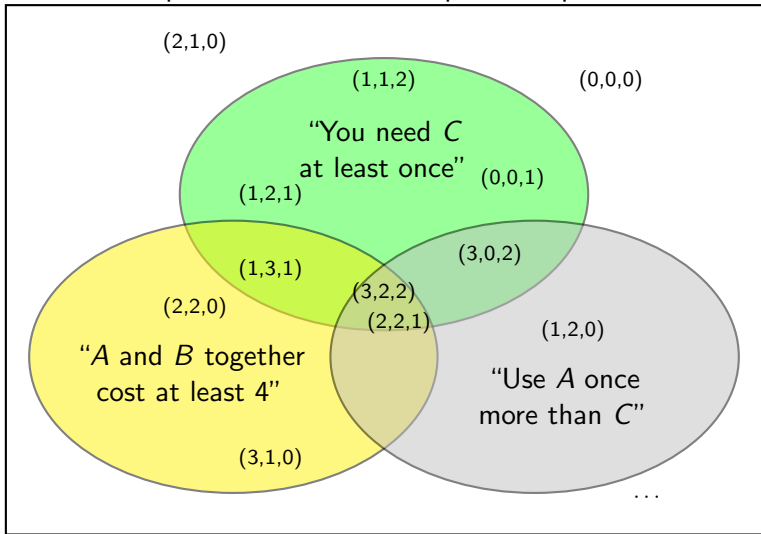 (2,1,0)
(1,1,2)
(0,0,0)
“You need C
at least once”
(0,0,1)
(1,2,1)
(3,0,2)
(1,3,1)
(3,2,2)
(2,2,0)
(2,2,1)
(1,2,0)
“A and B together
cost at least 4”
“Use A once
more than C”
(3,1,0)
...